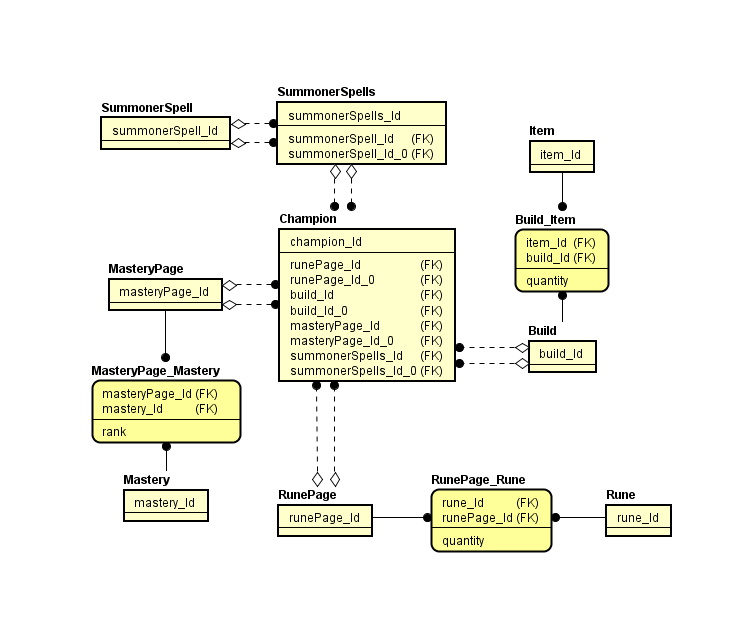 SummonerSpells
summonerSpells_Id
summonerSpell_Id (FK)
summonerSpell_Id_0 (FK)
SummonerSpell
summonerSpell_Id
Item
item_Id
Build_Item
item_Id (FK)
build_Id (FK)
quantity
Champion
champion_Id
runePage_Id (FK)
runePage_Id_0 (FK)
build_Id (FK)
build_Id_0 (FK)
masteryPage_Id (FK)
masteryPage_Id_0 (FK)
summonerSpells_Id (FK)
summonerSpells_Id_0 (FK)
MasteryPage
masteryPage_Id
Build
build_Id
MasteryPage_Mastery
masteryPage_Id (FK)
mastery_Id (FK)
rank
Mastery
mastery_Id
RunePage
runePage_Id
RunePage_Rune
rune_Id (FK)
runePage_Id (FK)
quantity
Rune
rune_Id